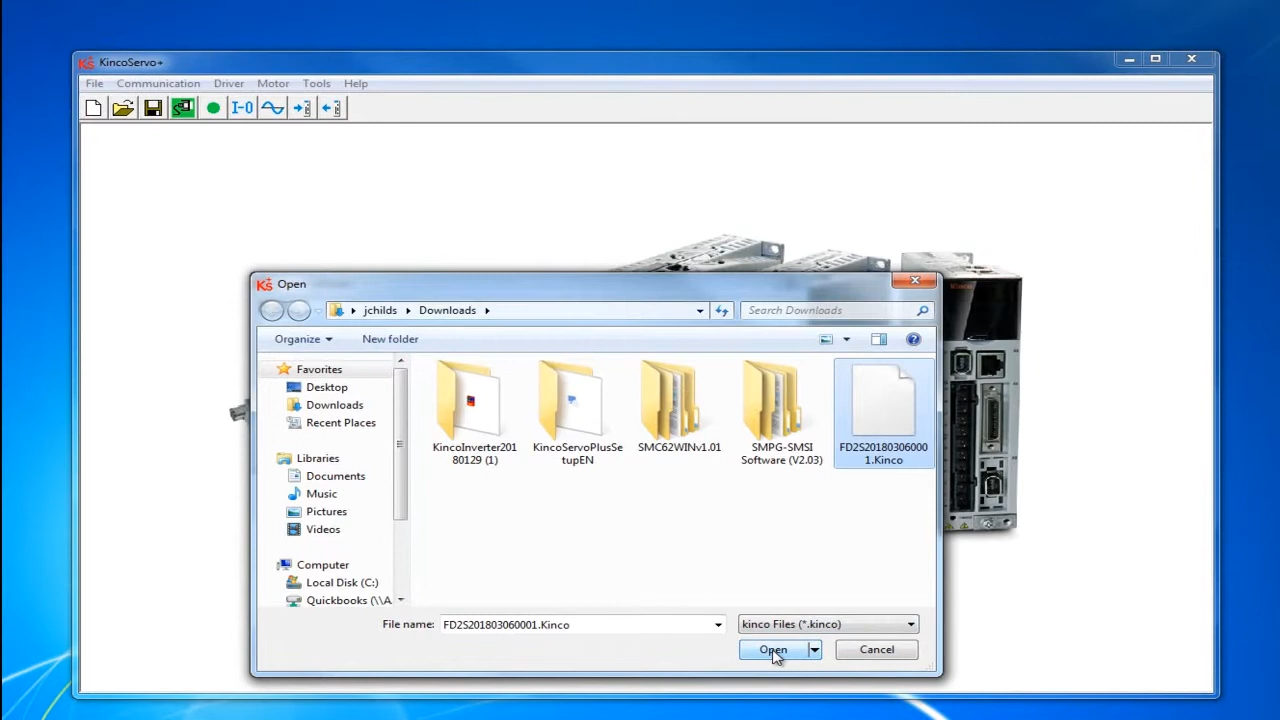 KincoServo+
File Communication Driver Motor Tools Help
I-0
Open
jchilds Downloads Search Downloads
Organize New folder
Favorites
Desktop
Downloads
Recent Places
Libraries
Documents
Music
Pictures
Videos
Computer
Local Disk (C:)
Quickbooks (\\A
KincoInverter201
80129 (1)
KincoServoPlusSe
tupEN
SMC62WINv1.01
SMPG-SMSI
Software (V2.03)
FD2S20180306000
1.Kinco
File name: FD2S201803060001.Kinco kinco Files (*.kinco)
Open Cancel